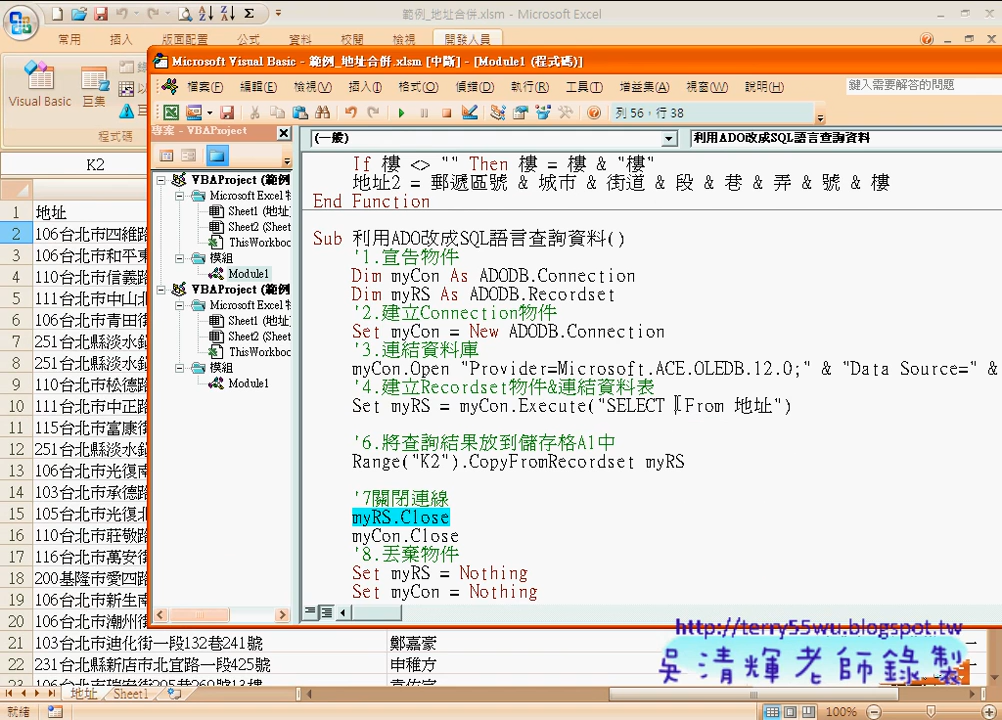 範例_地址合併.xlsm - Microsoft Excel
常用 插入 版面配置 公式 資料 校閱 檢視 開發人員
Visual Basic
巨集
程式碼
Microsoft Visual Basic - 範例_地址合併.xlsm [中斷] - [Module1 (程式碼)]
檔案(F) 編輯(E) 檢視(V) 插入(I) 格式(O) 偵錯(D) 執行(R) 工具(T) 增益集(A) 視窗(W) 說明(H)
鍵入需要解答的問題
列 56, 行 38
專案 - VBAProject
(一般)
利用ADO改成SQL語言查詢資料
VBAProject (範例
Microsoft Excel
Sheet1 (地址
Sheet2 (Sheet
ThisWorkboo
模組
Module1
VBAProject (範例
Microsoft Excel
Sheet1 (地址
Sheet2 (Sheet
ThisWorkboo
模組
Module1
If 樓 <> "" Then 樓 = 樓 & "樓"
地址2 = 郵遞區號 & 城市 & 街道 & 段 & 巷 & 弄 & 號 & 樓
End Function
Sub 利用ADO改成SQL語言查詢資料()
'1.宣告物件
Dim myCon As ADODB.Connection
Dim myRS As ADODB.Recordset
'2.建立Connection物件
Set myCon = New ADODB.Connection
'3.連結資料庫
myCon.Open "Provider=Microsoft.ACE.OLEDB.12.0;" & "Data Source=" &
'4.建立Recordset物件&連結資料表
Set myRS = myCon.Execute("SELECT From 地址")
'6.將查詢結果放到儲存格A1中
Range("K2").CopyFromRecordset myRS
'7關閉連線
myRS.Close
myCon.Close
'8.丟棄物件
Set myRS = Nothing
Set myCon = Nothing
K2
1 地址
2 106台北市四維路
3 106台北市和平東
4 110台北市信義路
5 111台北市中山北
6 106台北市青田街
7 251台北縣淡水鎮
8 251台北縣淡水鎮
9 110台北市松德路
10 111台北市中正路
11 115台北市富康街
12 251台北縣淡水鎮
13 106台北市光復南
14 103台北市承德路
15 105台北市光復北
16 110台北市莊敬路
17 116台北市萬安街
18 200基隆市愛四路
19 106台北市新生南
20 106台北市潮州街
21 103台北市迪化街一段132巷241號 鄭嘉豪
22 231台北縣新店市北宜路一段425號 申稚方
http://terry55wu.blogspot.tw
吳清輝老師錄製
地址 Sheet1
就緒
100%